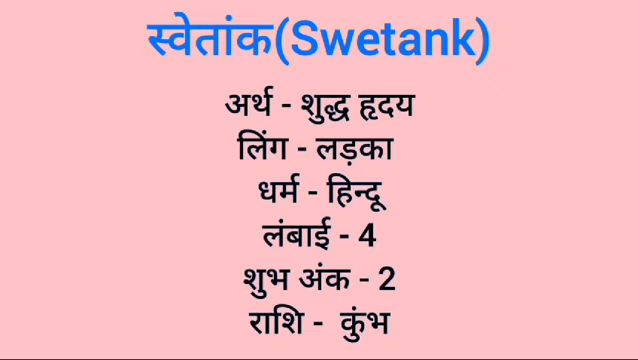 स्वेतांक(Swetank)
अर्थ - शुद्ध हृदय
लिंग - लड़का
धर्म - हिन्दू
लंबाई - 4
शुभ अंक - 2
राशि - कुंभ